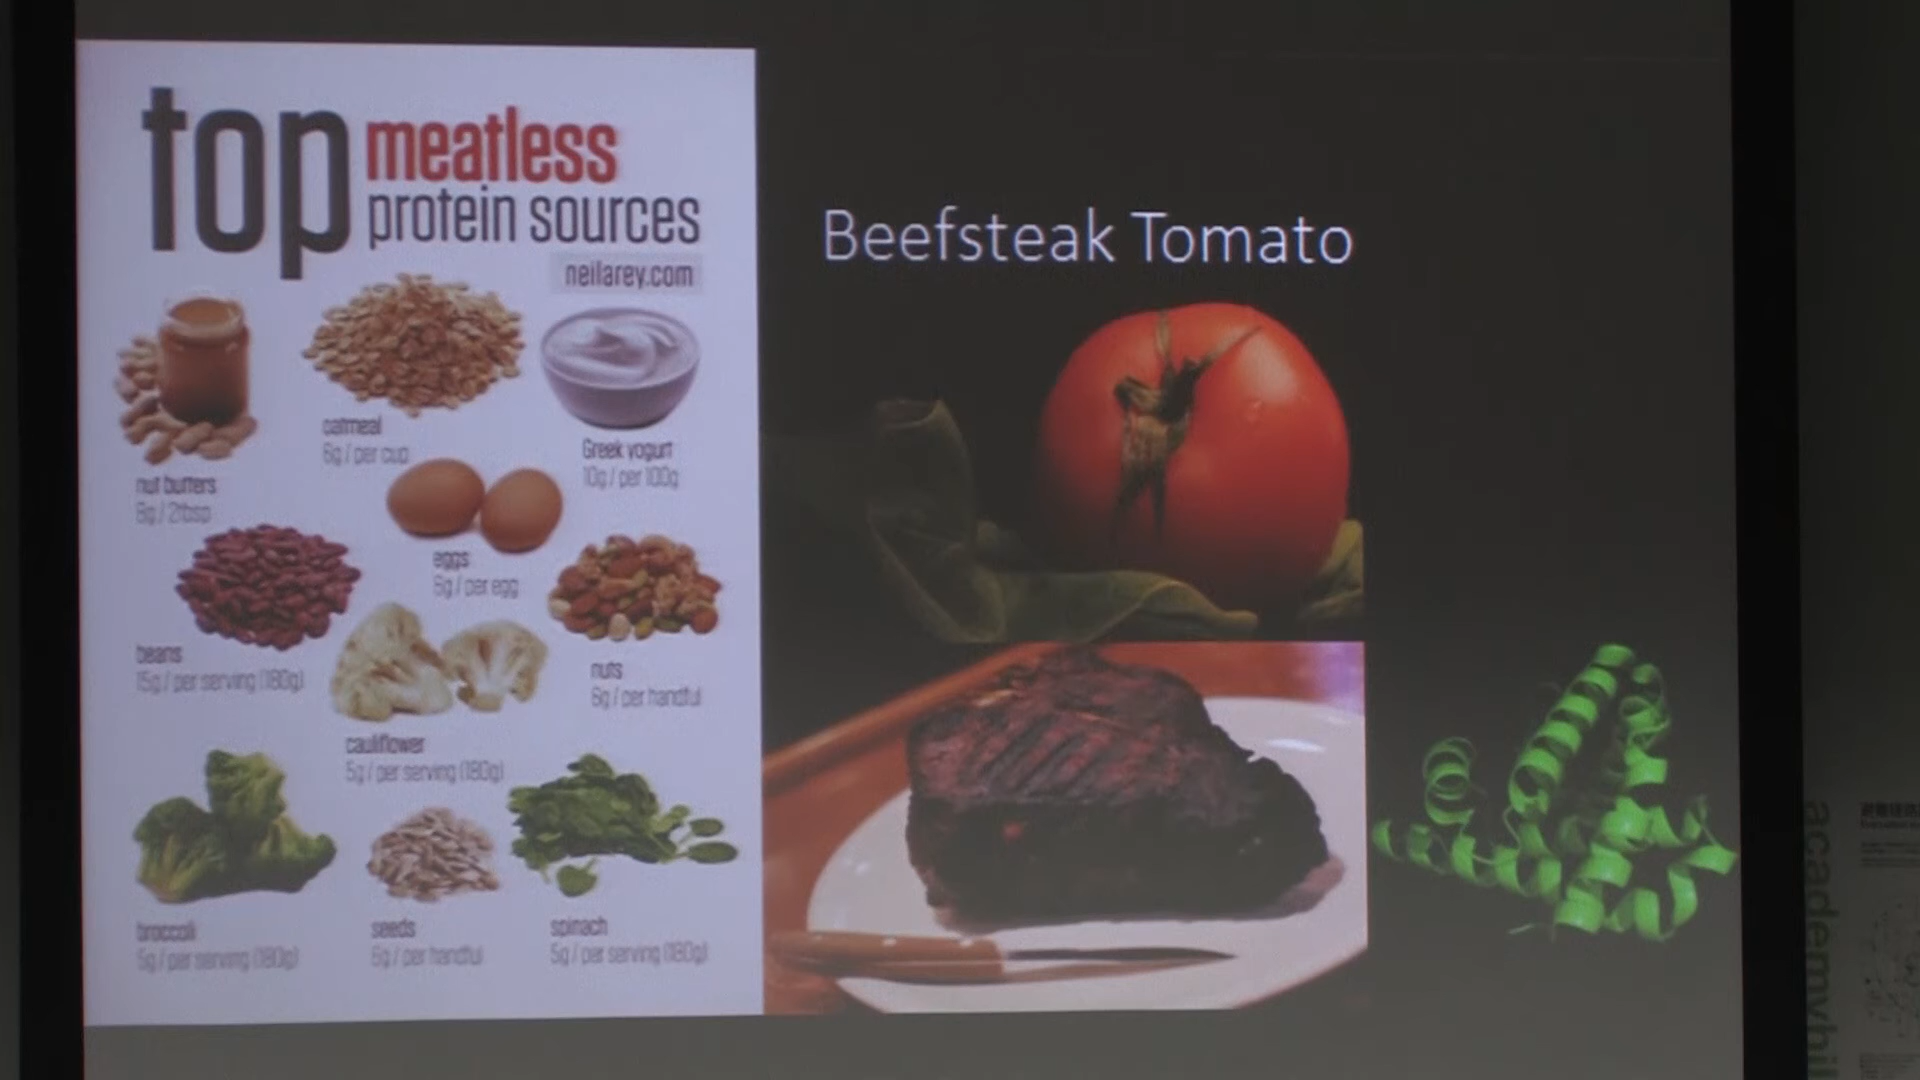 top meatless
protein sources
neilarey.com
nut butters
8g / 2tbsp
oatmeal
6g / per cup
Greek yogurt
10g / per 100g
eggs
6g / per egg
beans
15g / per serving (180g)
nuts
6g / per handful
cauliflower
5g / per serving (180g)
broccoli
5g / per serving (180g)
seeds
6g / per handful
spinach
5g / per serving (180g)
Beefsteak Tomato